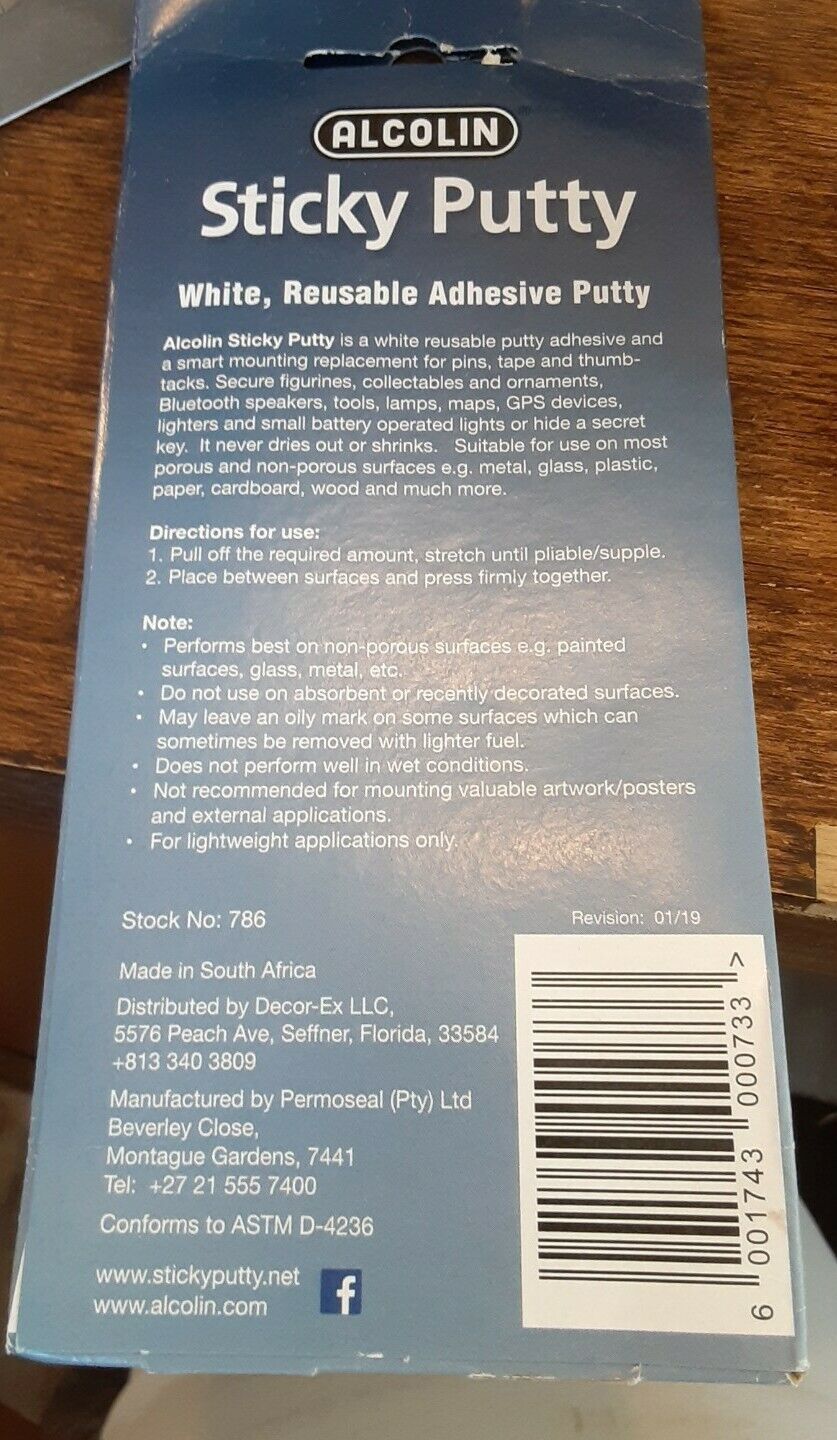 ALCOLIN
Sticky Putty
White, Reusable Adhesive Putty
Alcolin Sticky Putty is a white reusable putty adhesive and
a smart mounting replacement for pins, tape and thumb-
tacks. Secure figurines, collectables and ornaments,
Bluetooth speakers, tools, lamps, maps, GPS devices,
lighters and small battery operated lights or hide a secret
key. It never dries out or shrinks. Suitable for use on most
porous and non-porous surfaces e.g. metal, glass, plastic,
paper, cardboard, wood and much more.
Directions for use:
1. Pull off the required amount, stretch until pliable/supple.
2. Place between surfaces and press firmly together.
Note:
• Performs best on non-porous surfaces e.g. painted
surfaces, glass, metal, etc.
• Do not use on absorbent or recently decorated surfaces.
• May leave an oily mark on some surfaces which can
sometimes be removed with lighter fuel.
• Does not perform well in wet conditions.
• Not recommended for mounting valuable artwork/posters
and external applications.
• For lightweight applications only.
Stock No: 786
Revision: 01/19
Made in South Africa
Distributed by Decor-Ex LLC,
5576 Peach Ave, Seffner, Florida, 33584
+813 340 3809
Manufactured by Permoseal (Pty) Ltd
Beverley Close,
Montague Gardens, 7441
Tel: +27 21 555 7400
Conforms to ASTM D-4236
www.stickyputty.net
www.alcolin.com
f
6 001743 000733 >